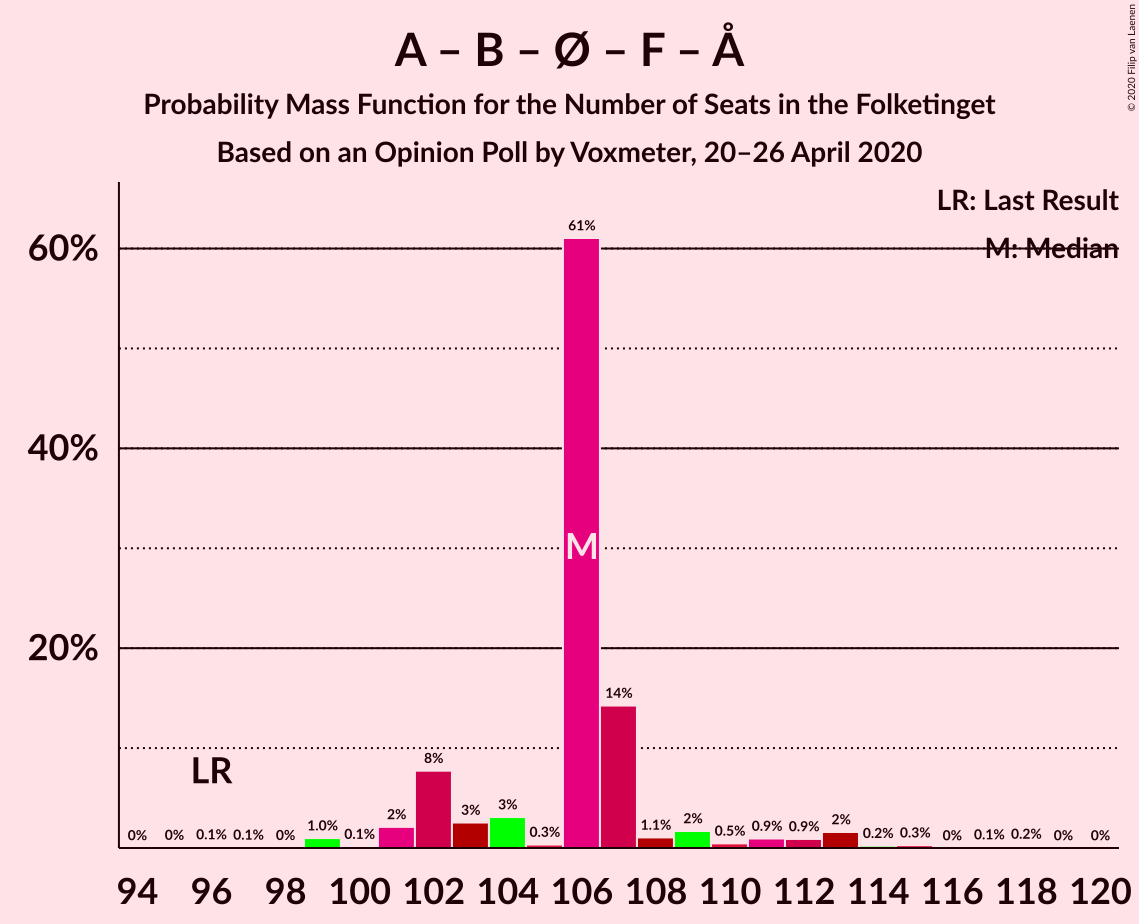 A – B – Ø – F – Å
Probability Mass Function for the Number of Seats in the Folketinget
Based on an Opinion Poll by Voxmeter, 20–26 April 2020
© 2020 Filip van Laenen
LR: Last Result
M: Median
60%
40%
20%
61%
M
14%
LR
8%
0% 0% 0.1% 0.1% 0% 1.0% 0.1% 2% 3% 3% 0.3% 1.1% 2% 0.5% 0.9% 0.9% 2% 0.2% 0.3% 0% 0.1% 0.2% 0% 0%
94 96 98 100 102 104 106 108 110 112 114 116 118 120